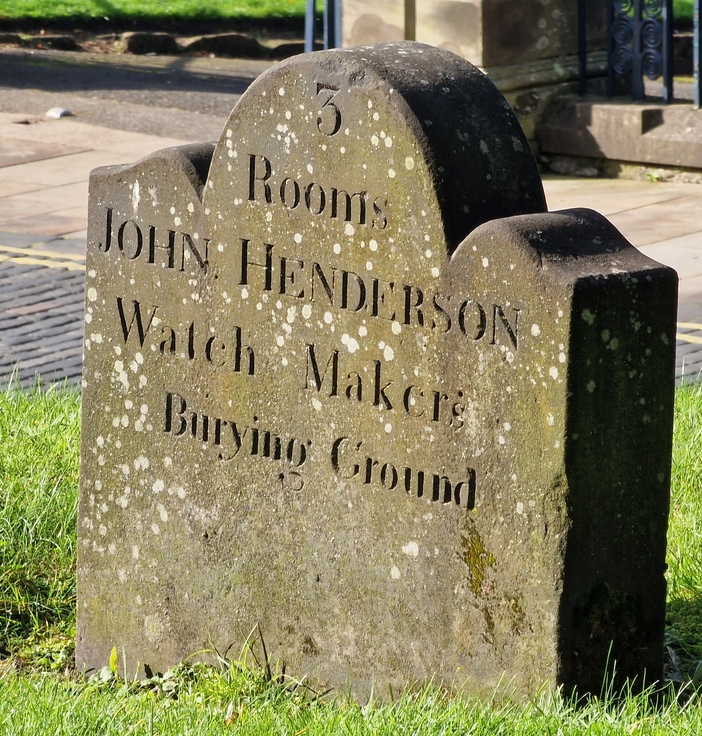 3
Rooms
JOHN. HENDERSON
Watch Makers
Burying Ground